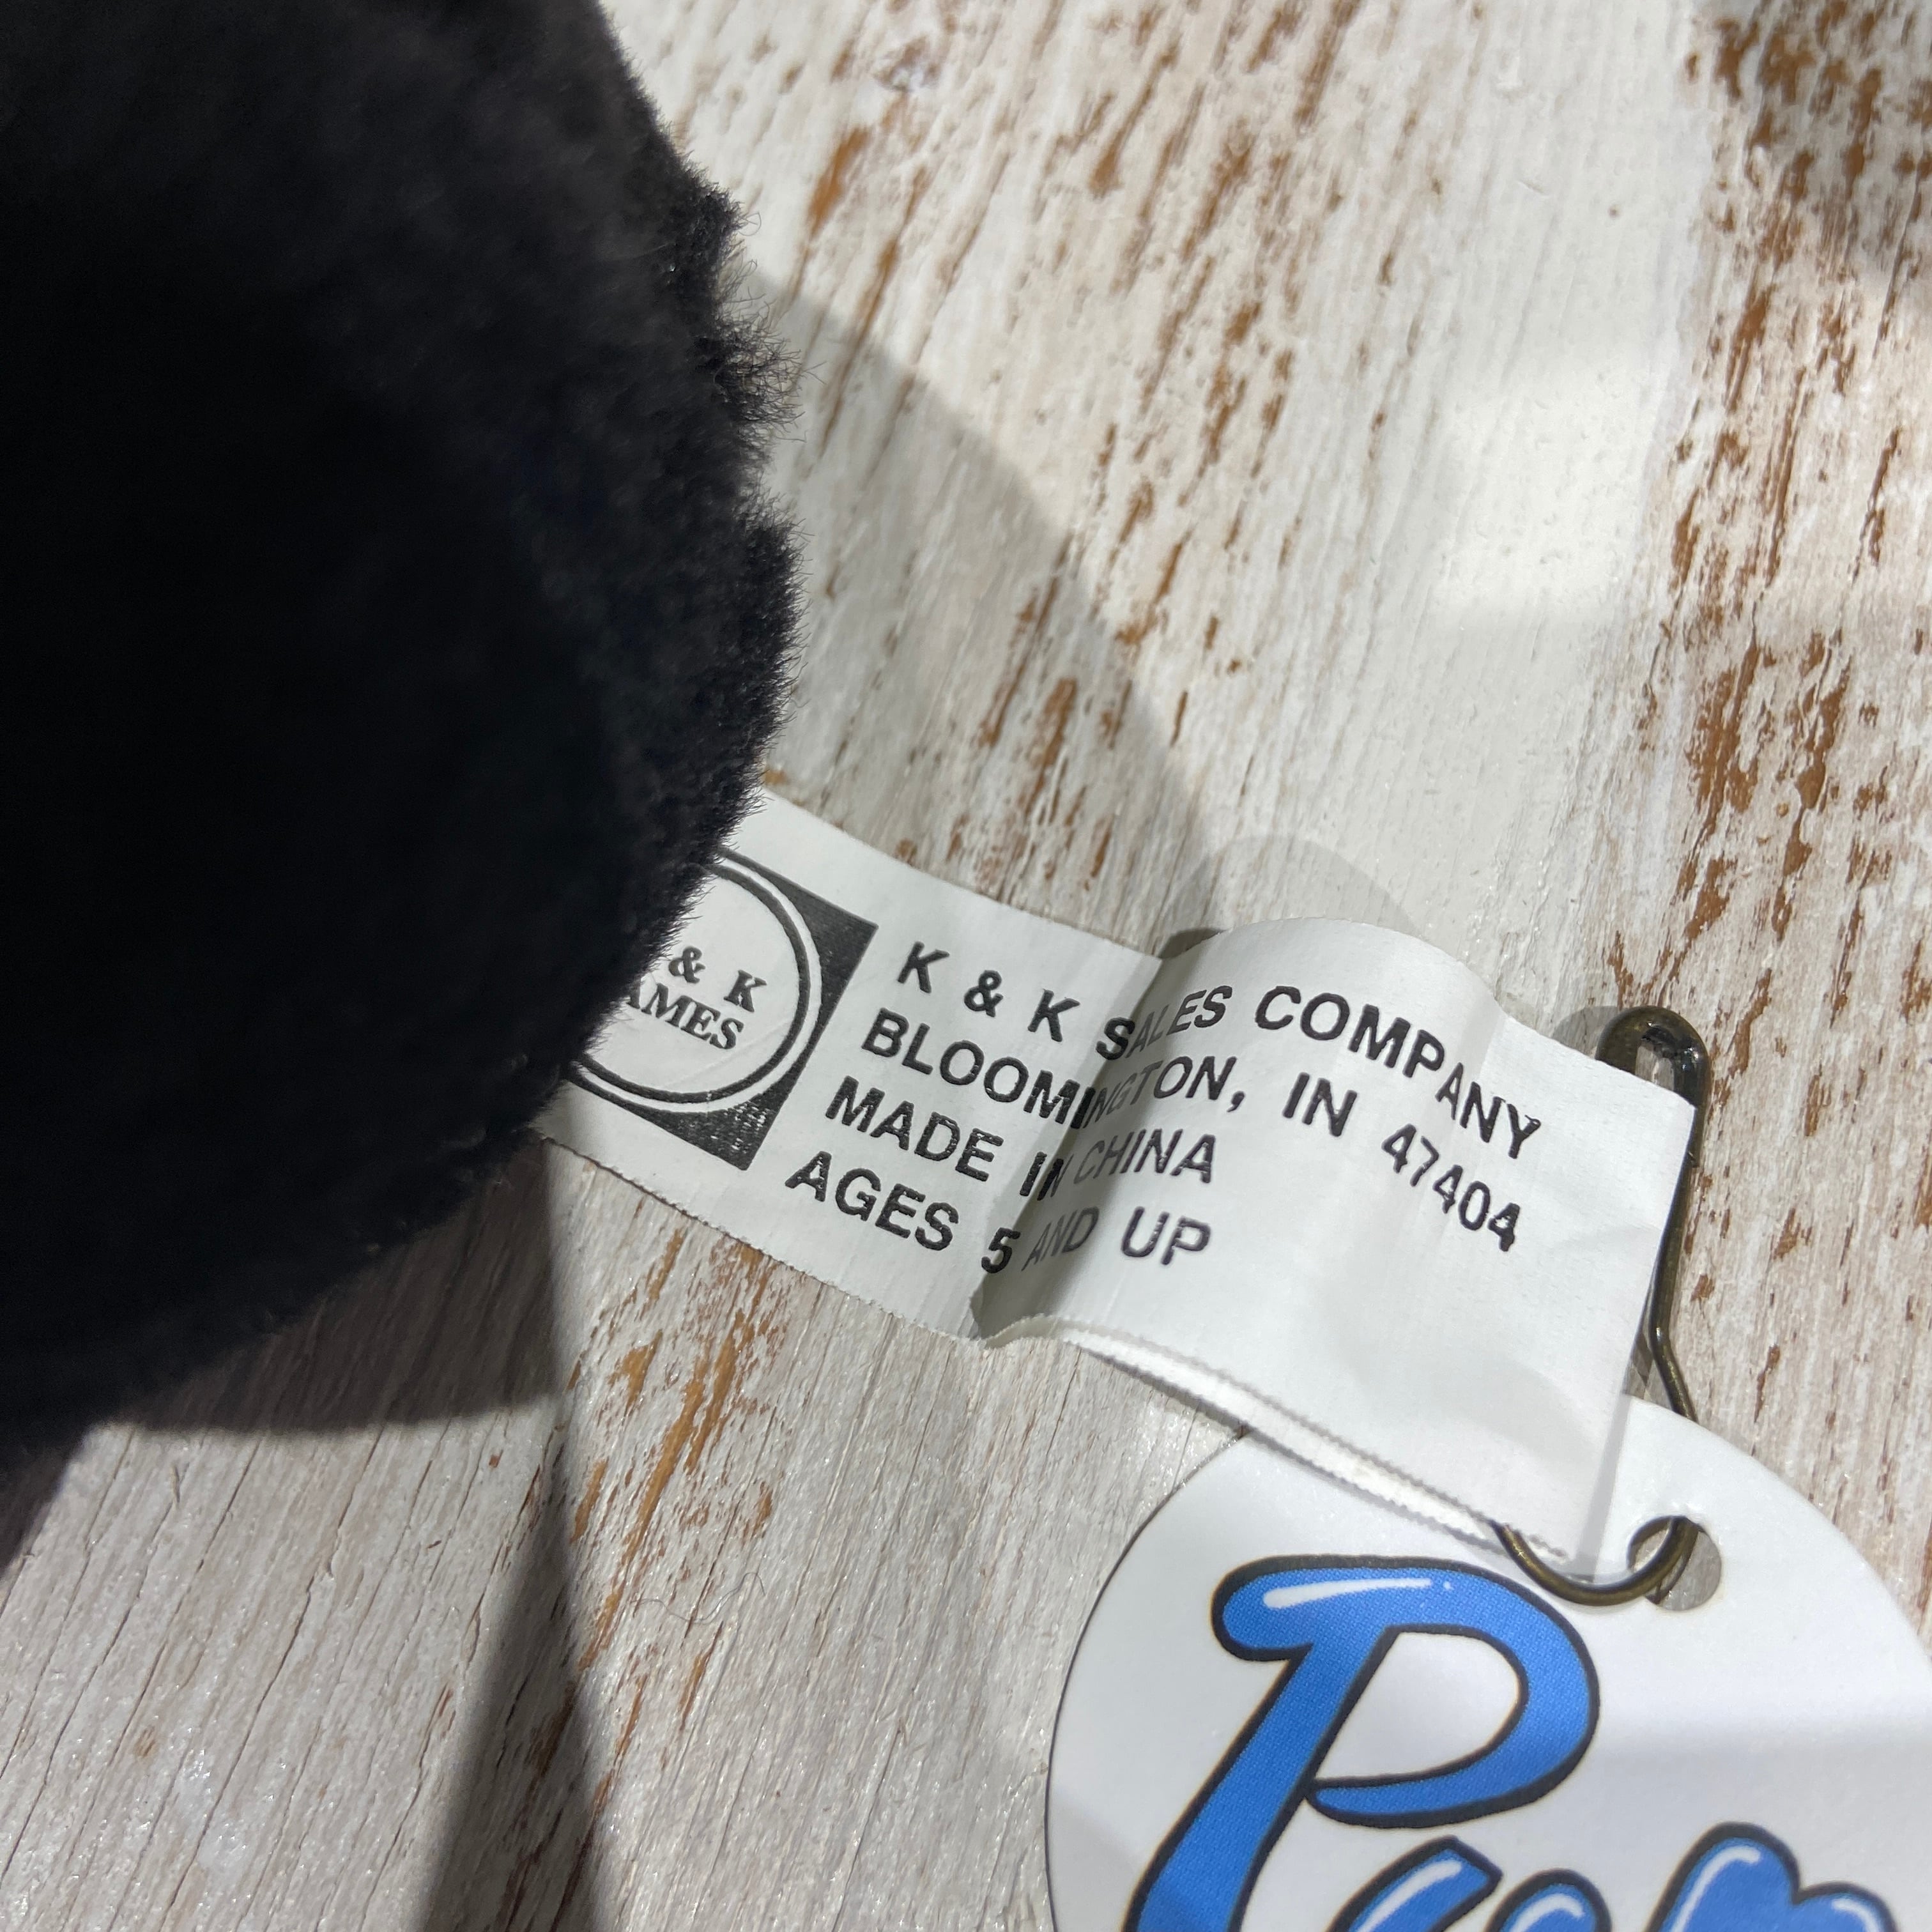 & K
AMES
K & K SALES COMPANY
BLOOMINGTON, IN 47404
MADE IN CHINA
AGES 5 AND UP